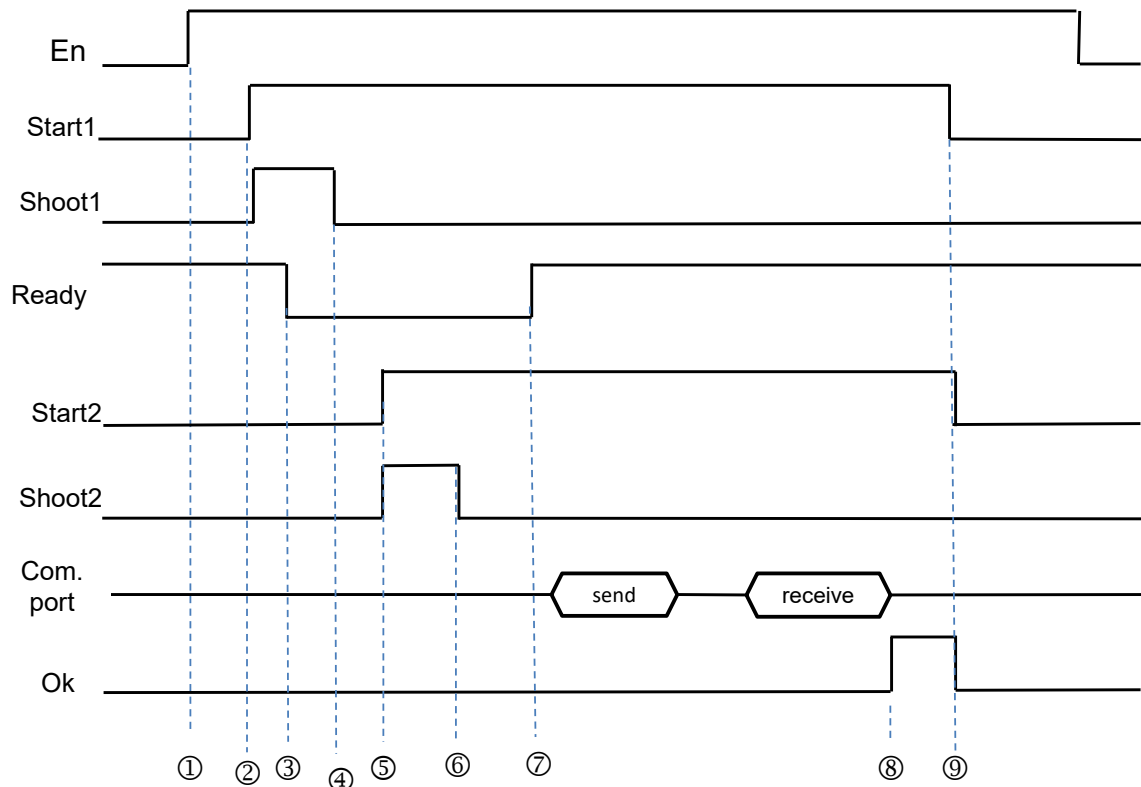 En
Start1
Shoot1
Ready
Start2
Shoot2
Com.
port
send
receive
Ok
① ② ③ ④ ⑤ ⑥ ⑦ ⑧ ⑨